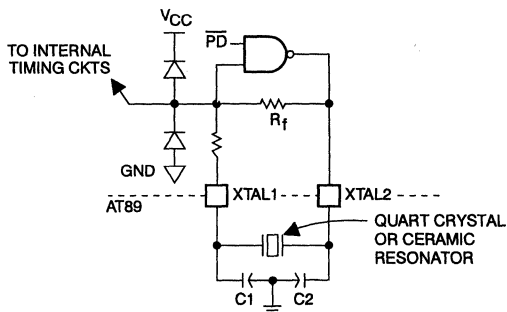 VCC
PD
TO INTERNAL
TIMING CKTS
Rf
GND
XTAL1
XTAL2
AT89
QUART CRYSTAL
OR CERAMIC
RESONATOR
C1
C2